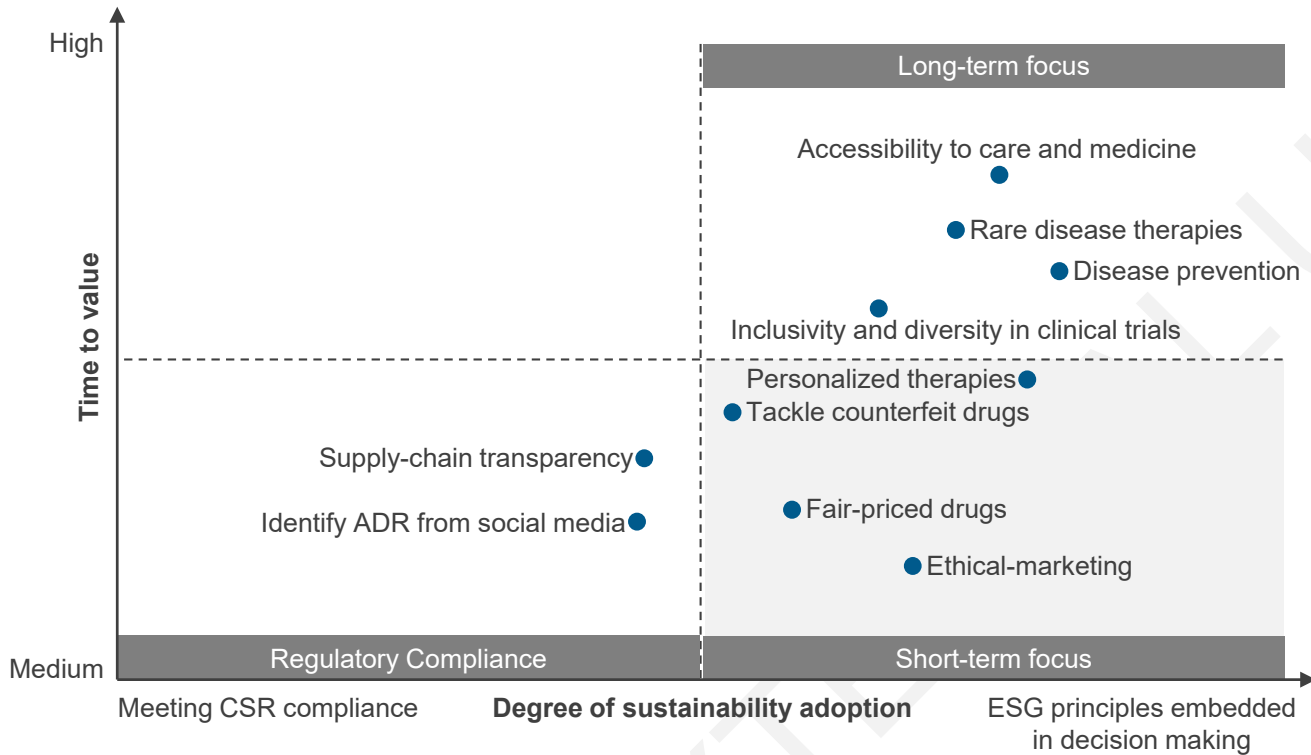 High
Long-term focus
Accessibility to care and medicine
Rare disease therapies
Disease prevention
Inclusivity and diversity in clinical trials
Time to value
Personalized therapies
Tackle counterfeit drugs
Supply-chain transparency
Fair-priced drugs
Identify ADR from social media
Ethical-marketing
Medium
Regulatory Compliance
Short-term focus
Meeting CSR compliance
Degree of sustainability adoption
ESG principles embedded
in decision making